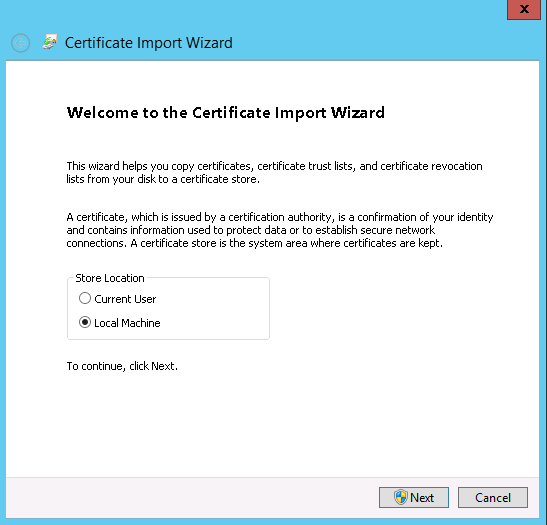 x
Certificate Import Wizard
Welcome to the Certificate Import Wizard
This wizard helps you copy certificates, certificate trust lists, and certificate revocation
lists from your disk to a certificate store.
A certificate, which is issued by a certification authority, is a confirmation of your identity
and contains information used to protect data or to establish secure network
connections. A certificate store is the system area where certificates are kept.
Store Location
Current User
Local Machine
To continue, click Next.
Next
Cancel